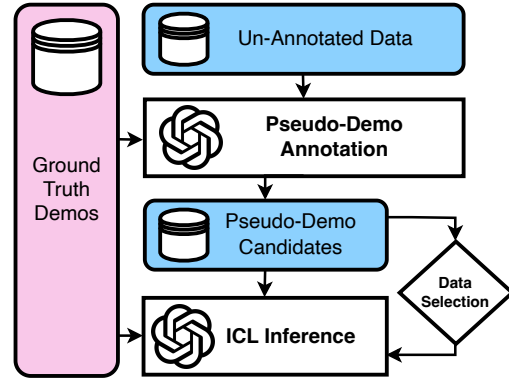 Ground
Truth
Demos
Un-Annotated Data
Pseudo-Demo
Annotation
Pseudo-Demo
Candidates
Data
Selection
ICL Inference